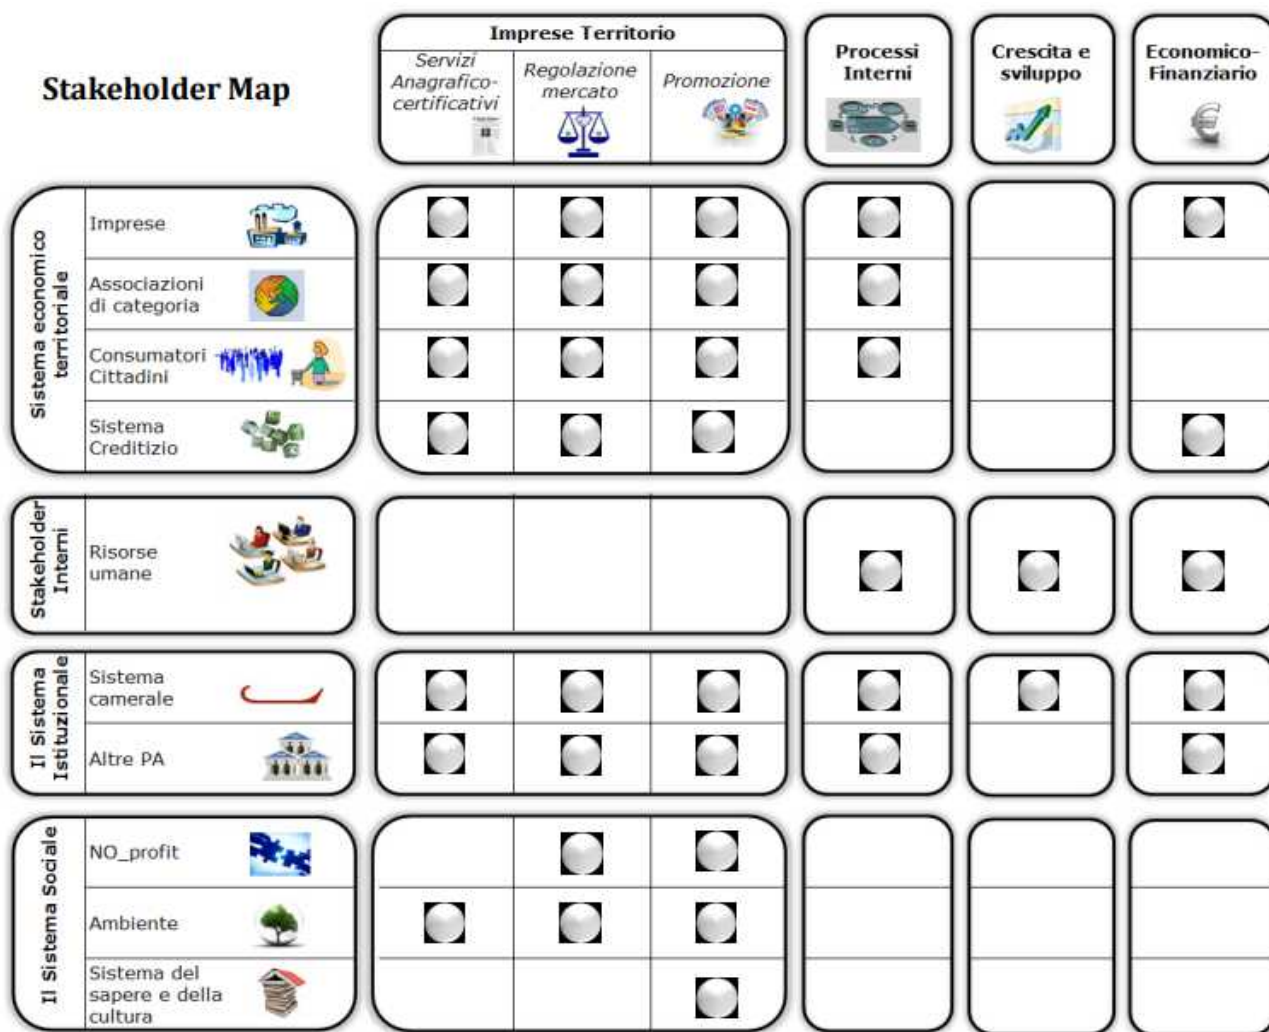 Stakeholder Map
Imprese Territorio
Servizi
Anagrafico-
certificativi
Regolazione
mercato
Promozione
Processi
Interni
Crescita e
sviluppo
Economico-
Finanziario
Sistema economico
territoriale
Imprese
Associazioni
di categoria
Consumatori
Cittadini
Sistema
Creditizio
Stakeholder
Interni
Risorse
umane
Il Sistema
Istituzionale
Sistema
camerale
Altre PA
Il Sistema Sociale
NO_profit
Ambiente
Sistema del
sapere e della
cultura